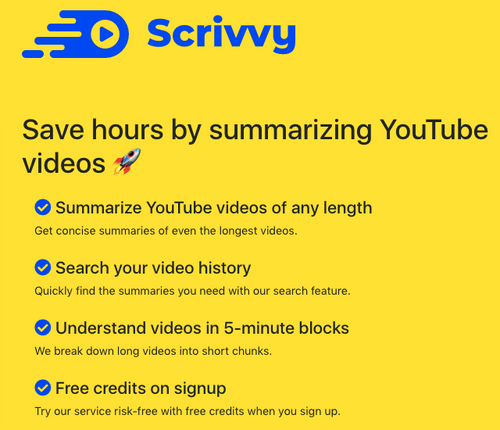 Scrivvy
Save hours by summarizing YouTube
videos 🚀
Summarize YouTube videos of any length
Get concise summaries of even the longest videos.
Search your video history
Quickly find the summaries you need with our search feature.
Understand videos in 5-minute blocks
We break down long videos into short chunks.
Free credits on signup
Try our service risk-free with free credits when you sign up.